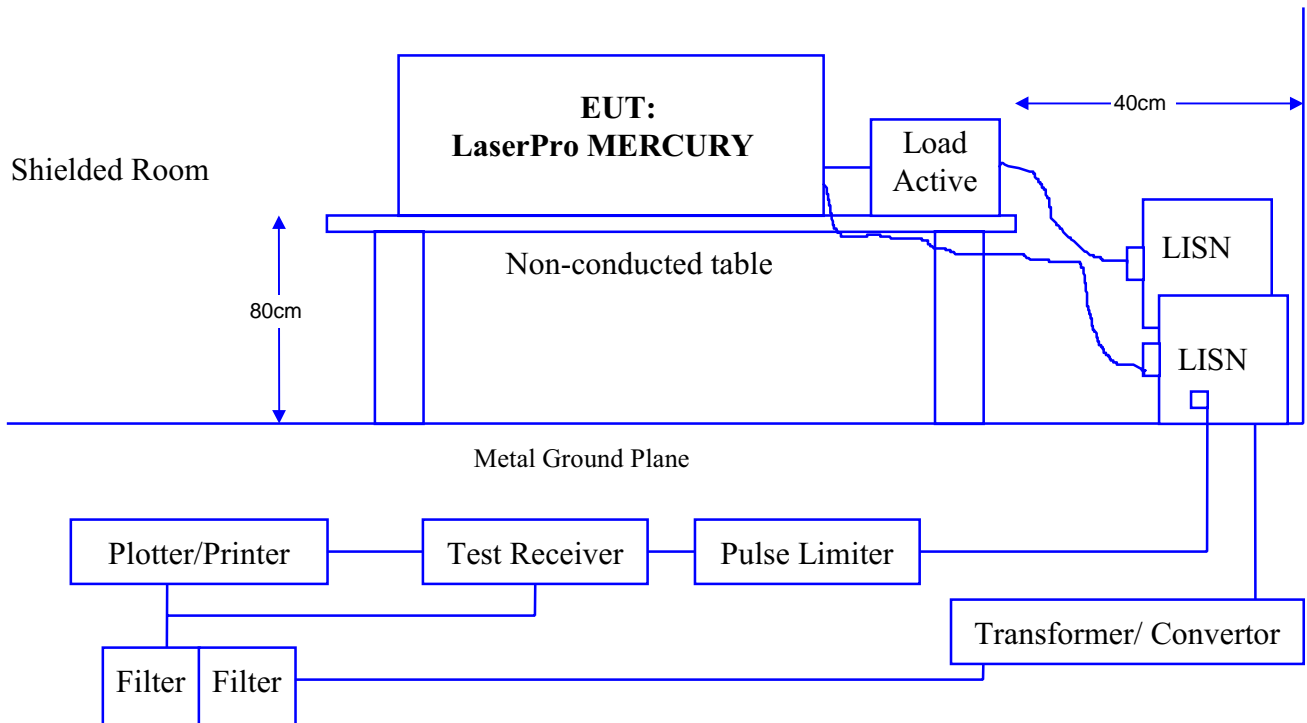 EUT:
LaserPro MERCURY
40cm
Load
Active
Shielded Room
LISN
Non-conducted table
80cm
LISN
Metal Ground Plane
Plotter/Printer
Test Receiver
Pulse Limiter
Transformer/ Convertor
Filter
Filter